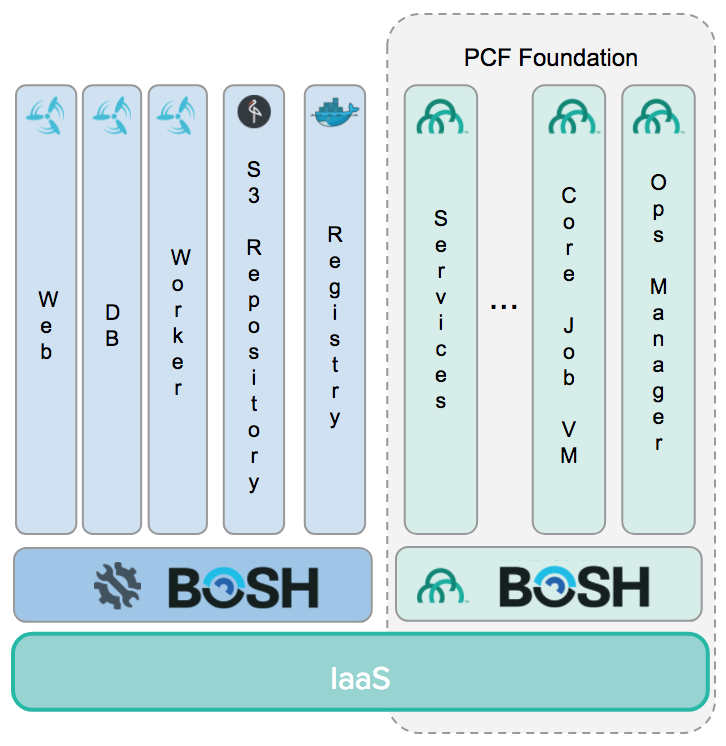 PCF Foundation
Web
DB
Worker
S3 Repository
Registry
Services
...
Core Job VM
Ops Manager
BOSH
BOSH
IaaS